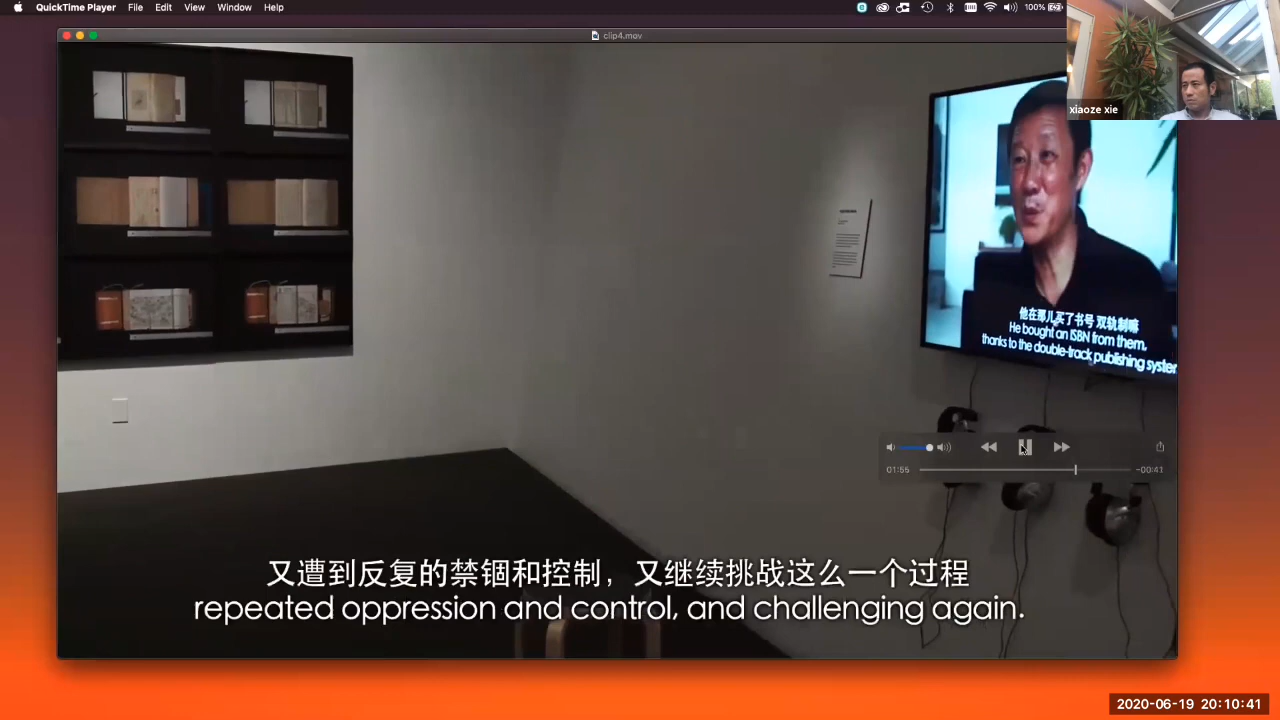 QuickTime Player File Edit View Window Help
100%
clip4.mov
xiaoze xie
他在那儿买了书号 双轨制嘛
He bought an ISBN from them,
thanks to the double-track publishing system
01:55
-00:41
又遭到反复的禁锢和控制，又继续挑战这么一个过程
repeated oppression and control, and challenging again.
2020-06-19 20:10:41